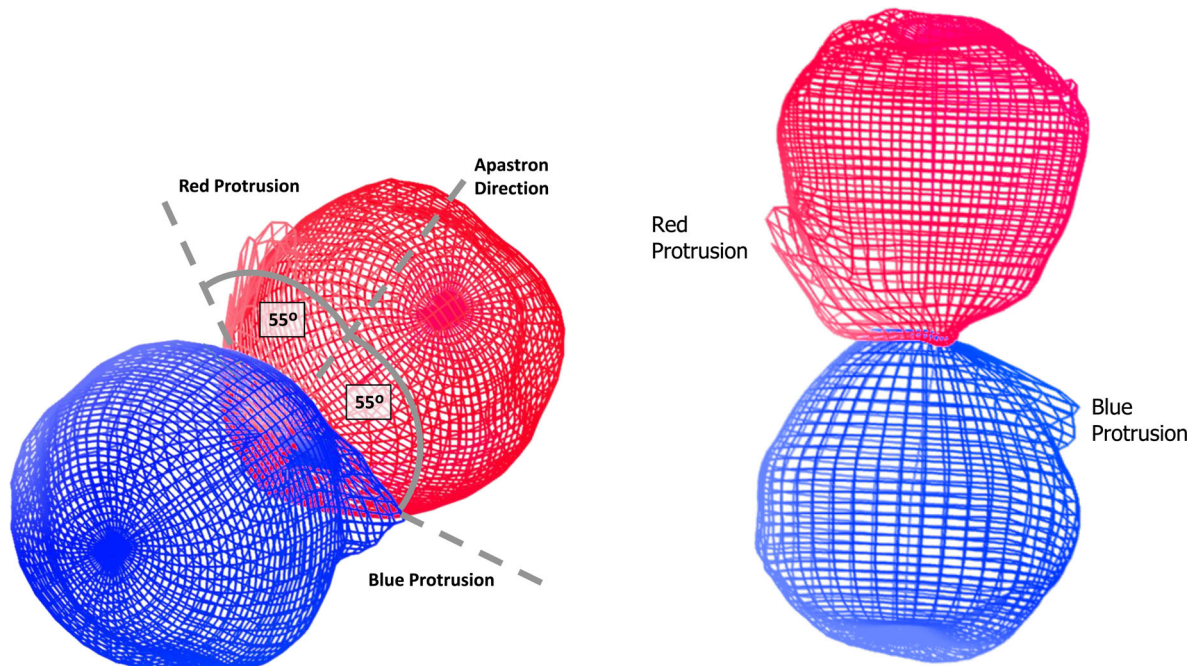 Apastron
Direction
Red Protrusion
55º
55º
Blue Protrusion
Red
Protrusion
Blue
Protrusion